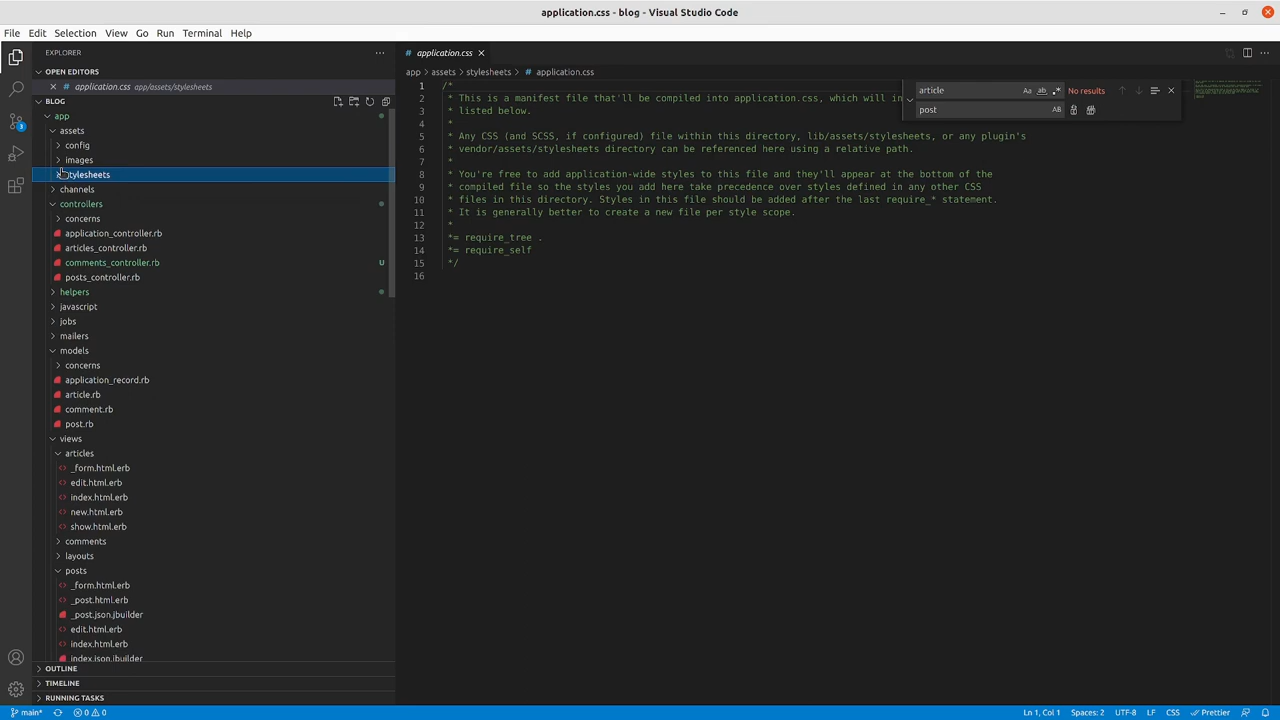 application.css - blog - Visual Studio Code
File Edit Selection View Go Run Terminal Help
EXPLORER
OPEN EDITORS
application.css app/assets/stylesheets
BLOG
app
assets
config
images
stylesheets
channels
controllers
concerns
application_controller.rb
articles_controller.rb
comments_controller.rb U
posts_controller.rb
helpers
javascript
jobs
mailers
models
concerns
application_record.rb
article.rb
comment.rb
post.rb
views
articles
_form.html.erb
edit.html.erb
index.html.erb
new.html.erb
show.html.erb
comments
layouts
posts
_form.html.erb
_post.html.erb
_post.json.jbuilder
edit.html.erb
index.html.erb
index.json.jbuilder
OUTLINE
TIMELINE
RUNNING TASKS
3
# application.css
app > assets > stylesheets > # application.css
article Aa ab .* No results
post AB
1 /*
2 * This is a manifest file that'll be compiled into application.css, which will in
3 * listed below.
4 *
5 * Any CSS (and SCSS, if configured) file within this directory, lib/assets/stylesheets, or any plugin's
6 * vendor/assets/stylesheets directory can be referenced here using a relative path.
7 *
8 * You're free to add application-wide styles to this file and they'll appear at the bottom of the
9 * compiled file so the styles you add here take precedence over styles defined in any other CSS
10 * files in this directory. Styles in this file should be added after the last require_* statement.
11 * It is generally better to create a new file per style scope.
12 *
13 *= require_tree .
14 *= require_self
15 */
16
main* 0 0 Ln 1, Col 1 Spaces: 2 UTF-8 LF CSS Prettier